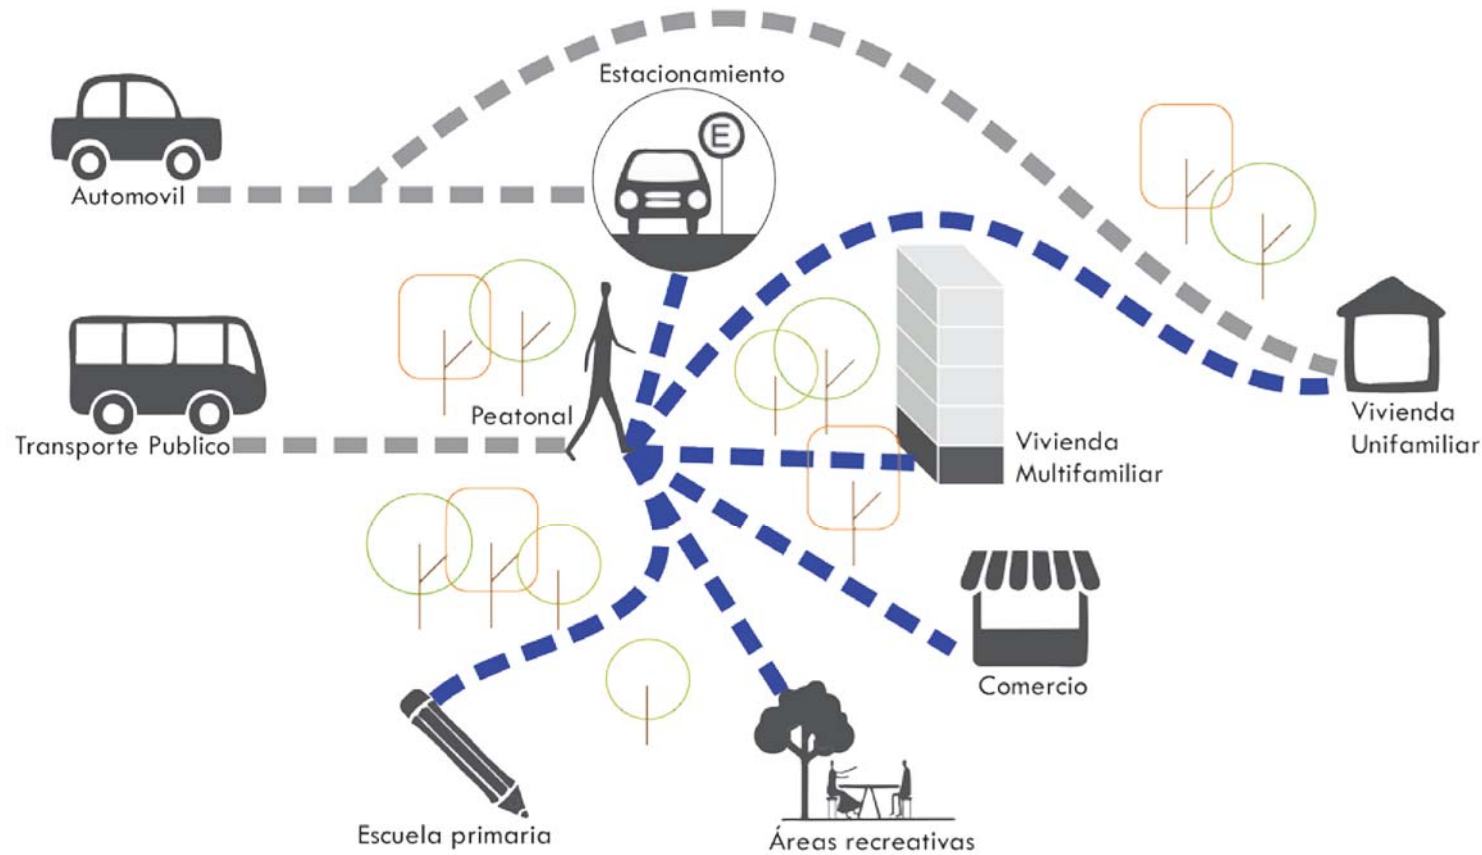 Estacionamiento
E
Automovil
Peatonal
Transporte Publico
Vivienda
Unifamiliar
Vivienda
Multifamiliar
Comercio
Escuela primaria
Áreas recreativas